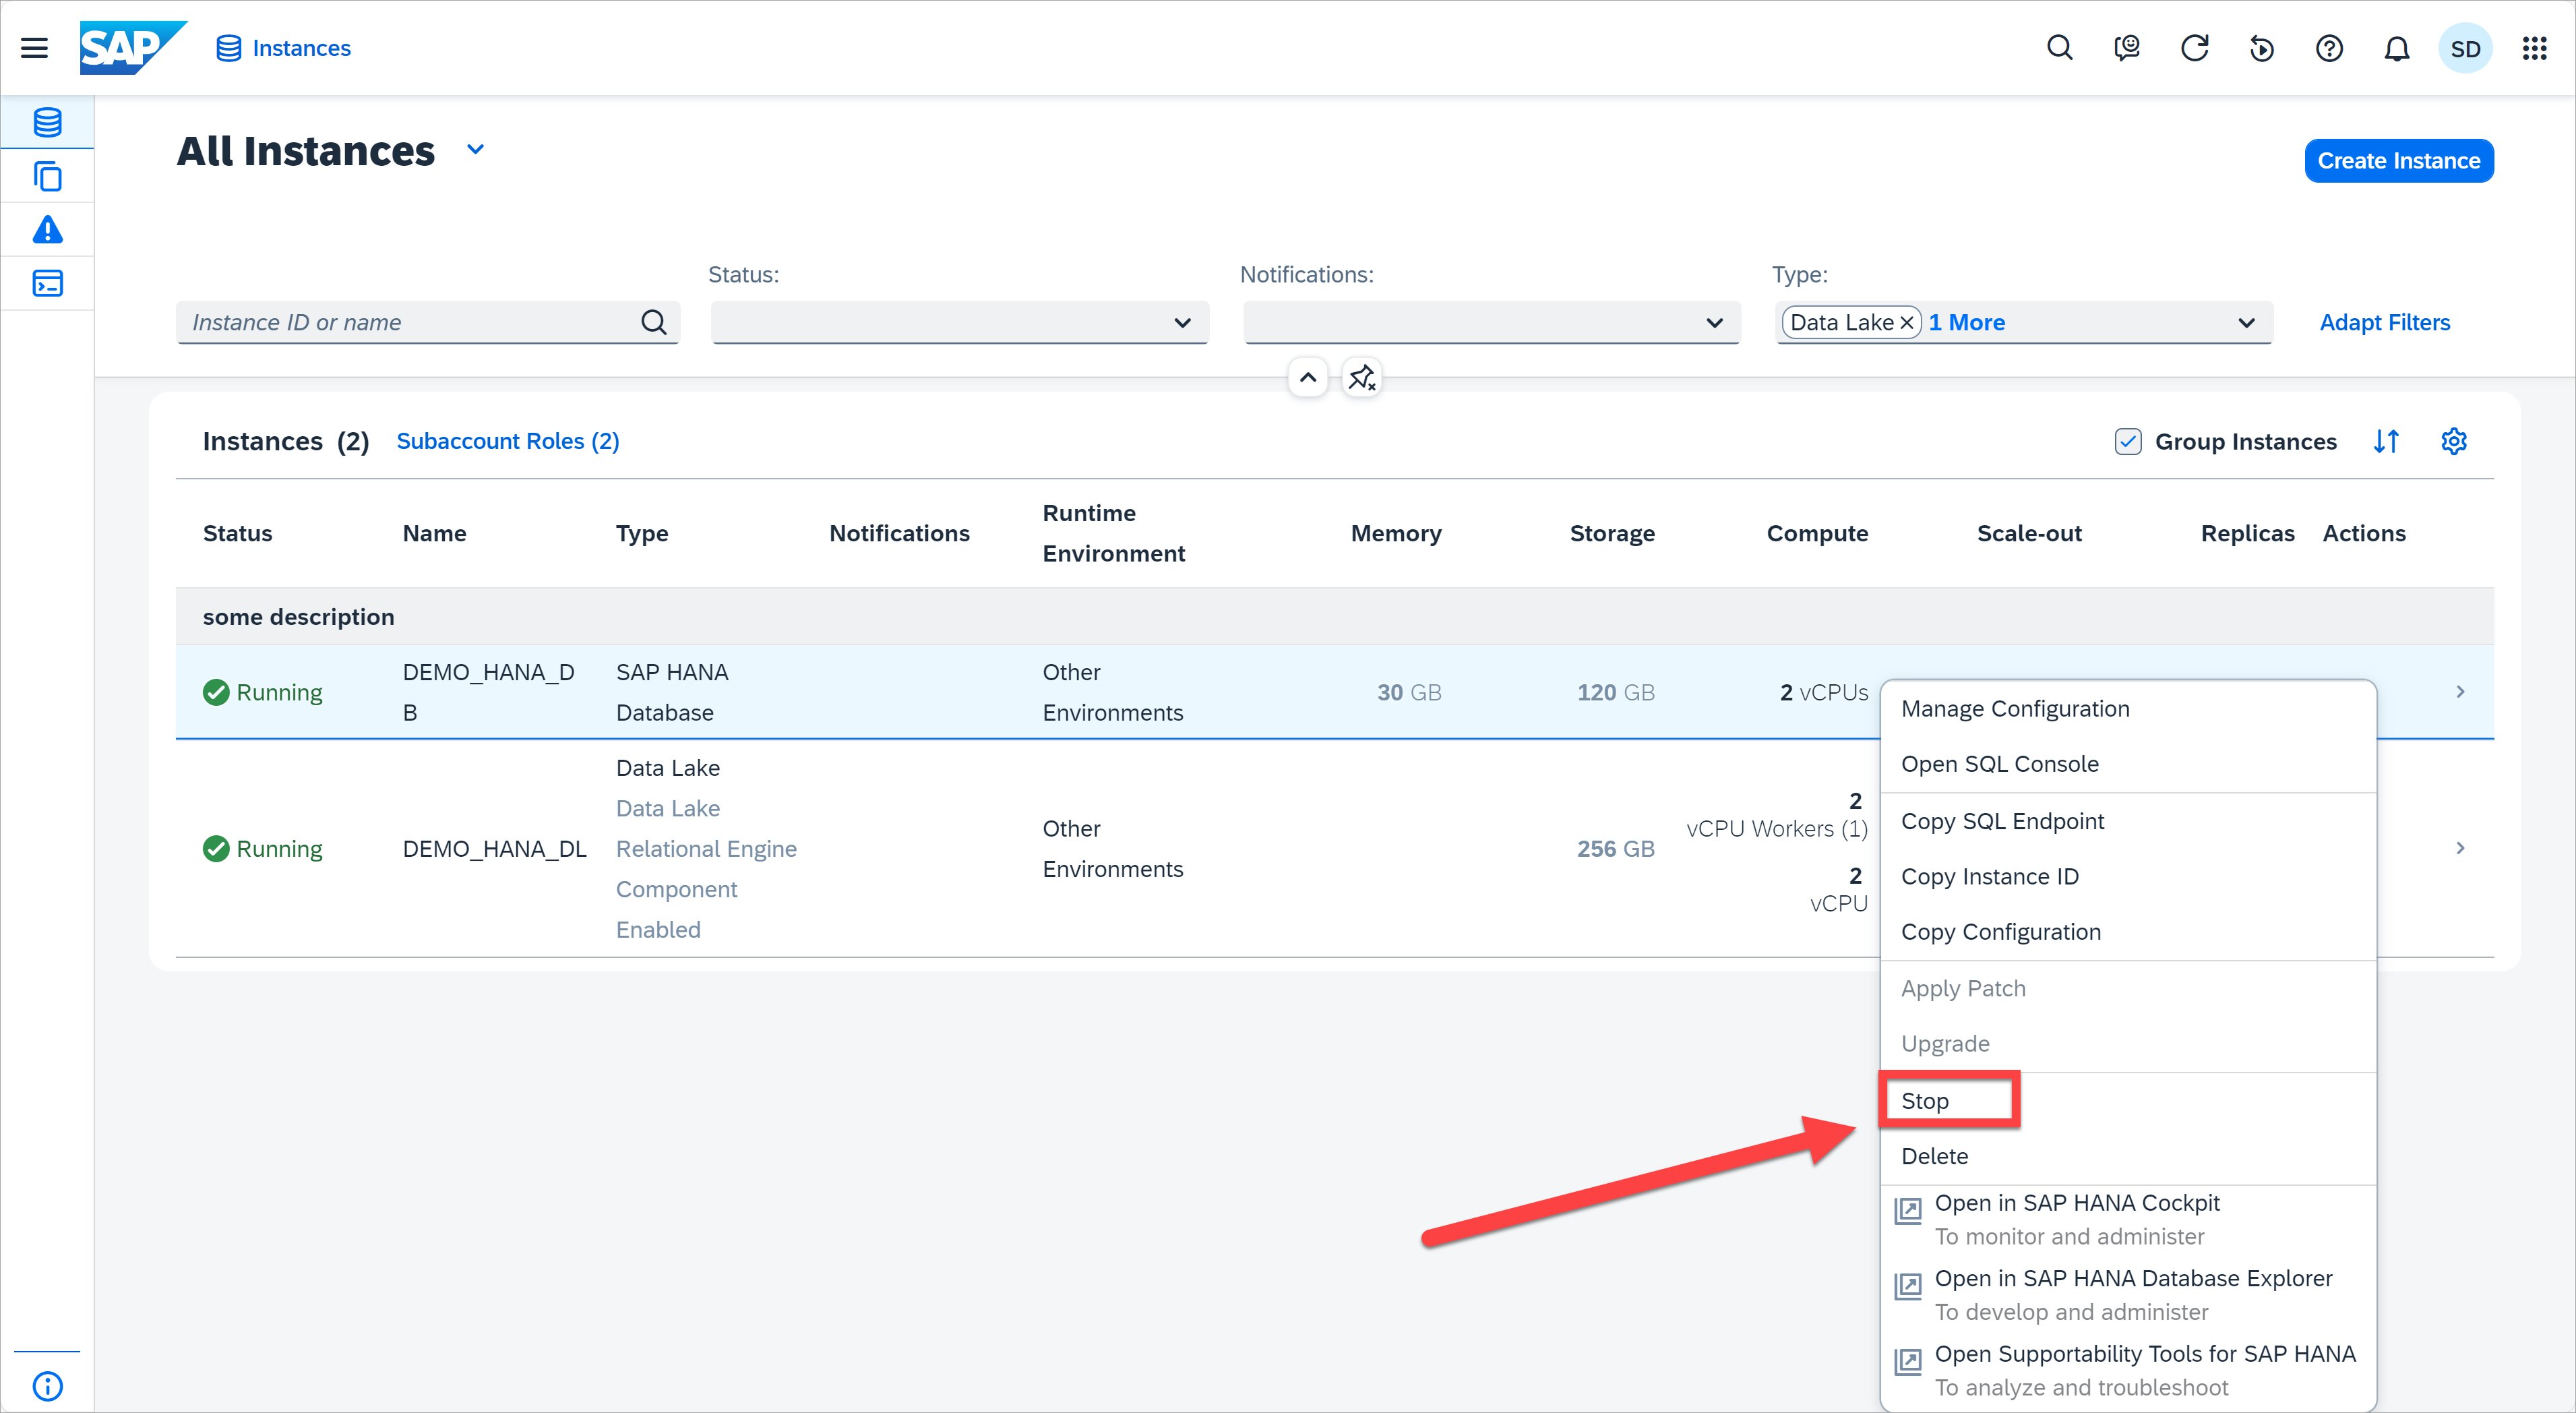 SAP Instances
SD
All Instances
Create Instance
Status:
Notifications:
Type:
Instance ID or name
Data Lake
1 More
Adapt Filters
Instances (2) Subaccount Roles (2)
Group Instances
Status
Name
Type
Notifications
Runtime
Environment
Memory
Storage
Compute
Scale-out
Replicas
Actions
some description
Running
DEMO_HANA_D
B
SAP HANA
Database
Other
Environments
30 GB
120 GB
2 vCPUs
Running
DEMO_HANA_DL
Data Lake
Data Lake
Relational Engine
Component
Enabled
Other
Environments
256 GB
2
vCPU Workers (1)
2
vCPU
Manage Configuration
Open SQL Console
Copy SQL Endpoint
Copy Instance ID
Copy Configuration
Apply Patch
Upgrade
Stop
Delete
Open in SAP HANA Cockpit
To monitor and administer
Open in SAP HANA Database Explorer
To develop and administer
Open Supportability Tools for SAP HANA
To analyze and troubleshoot